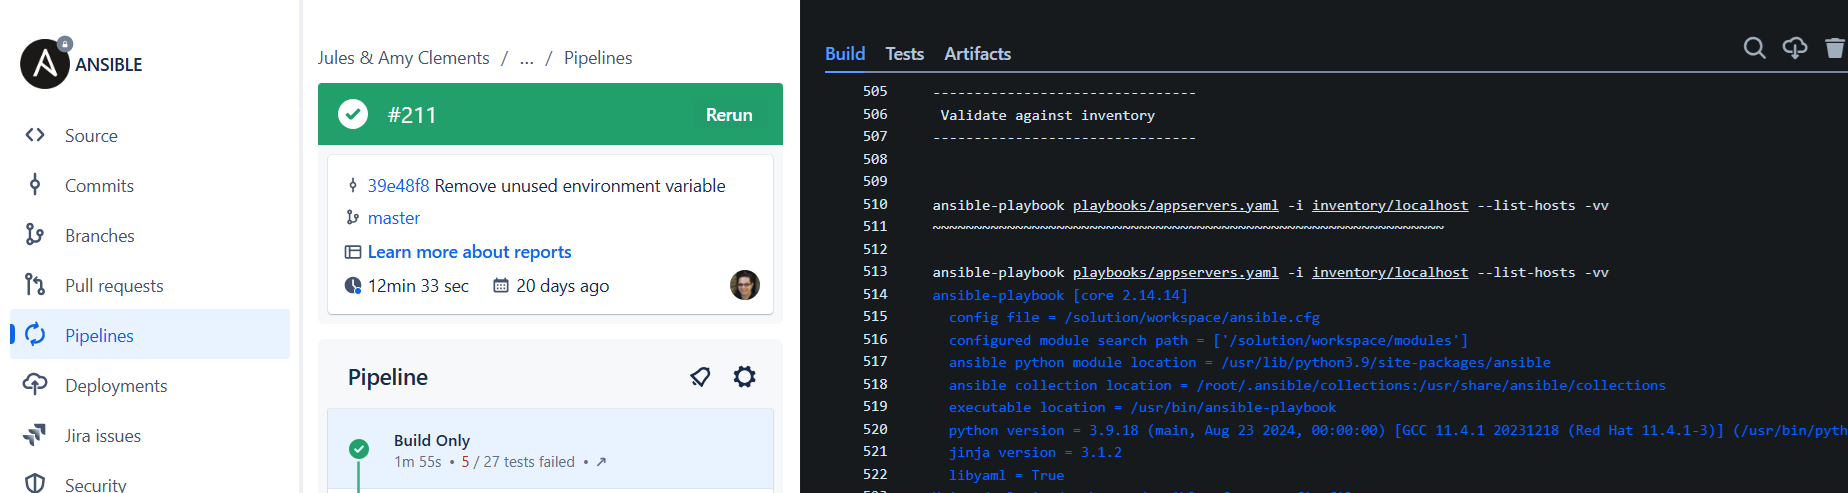 ANSIBLE
Source
Commits
Branches
Pull requests
Pipelines
Deployments
Jira issues
Security
Jules & Amy Clements / ... / Pipelines
#211 Rerun
39e48f8 Remove unused environment variable
master
Learn more about reports
12min 33 sec 20 days ago
Pipeline
Build Only
1m 55s • 5 / 27 tests failed •
Build Tests Artifacts
505 --------------------------------
506 Validate against inventory
507 --------------------------------
508
509
510 ansible-playbook playbooks/appservers.yaml -i inventory/localhost --list-hosts -vv
511 ~~~~~~~~~~~~~~~~~~~~~~~~~~~~~~~~~~~~~~~~~~~~~~~~~~~~~~~~~~~~~~
512
513 ansible-playbook playbooks/appservers.yaml -i inventory/localhost --list-hosts -vv
514 ansible-playbook [core 2.14.14]
515 config file = /solution/workspace/ansible.cfg
516 configured module search path = ['/solution/workspace/modules']
517 ansible python module location = /usr/lib/python3.9/site-packages/ansible
518 ansible collection location = /root/.ansible/collections:/usr/share/ansible/collections
519 executable location = /usr/bin/ansible-playbook
520 python version = 3.9.18 (main, Aug 23 2024, 00:00:00) [GCC 11.4.1 20231218 (Red Hat 11.4.1-3)] (/usr/bin/pyth
521 jinja version = 3.1.2
522 libyaml = True